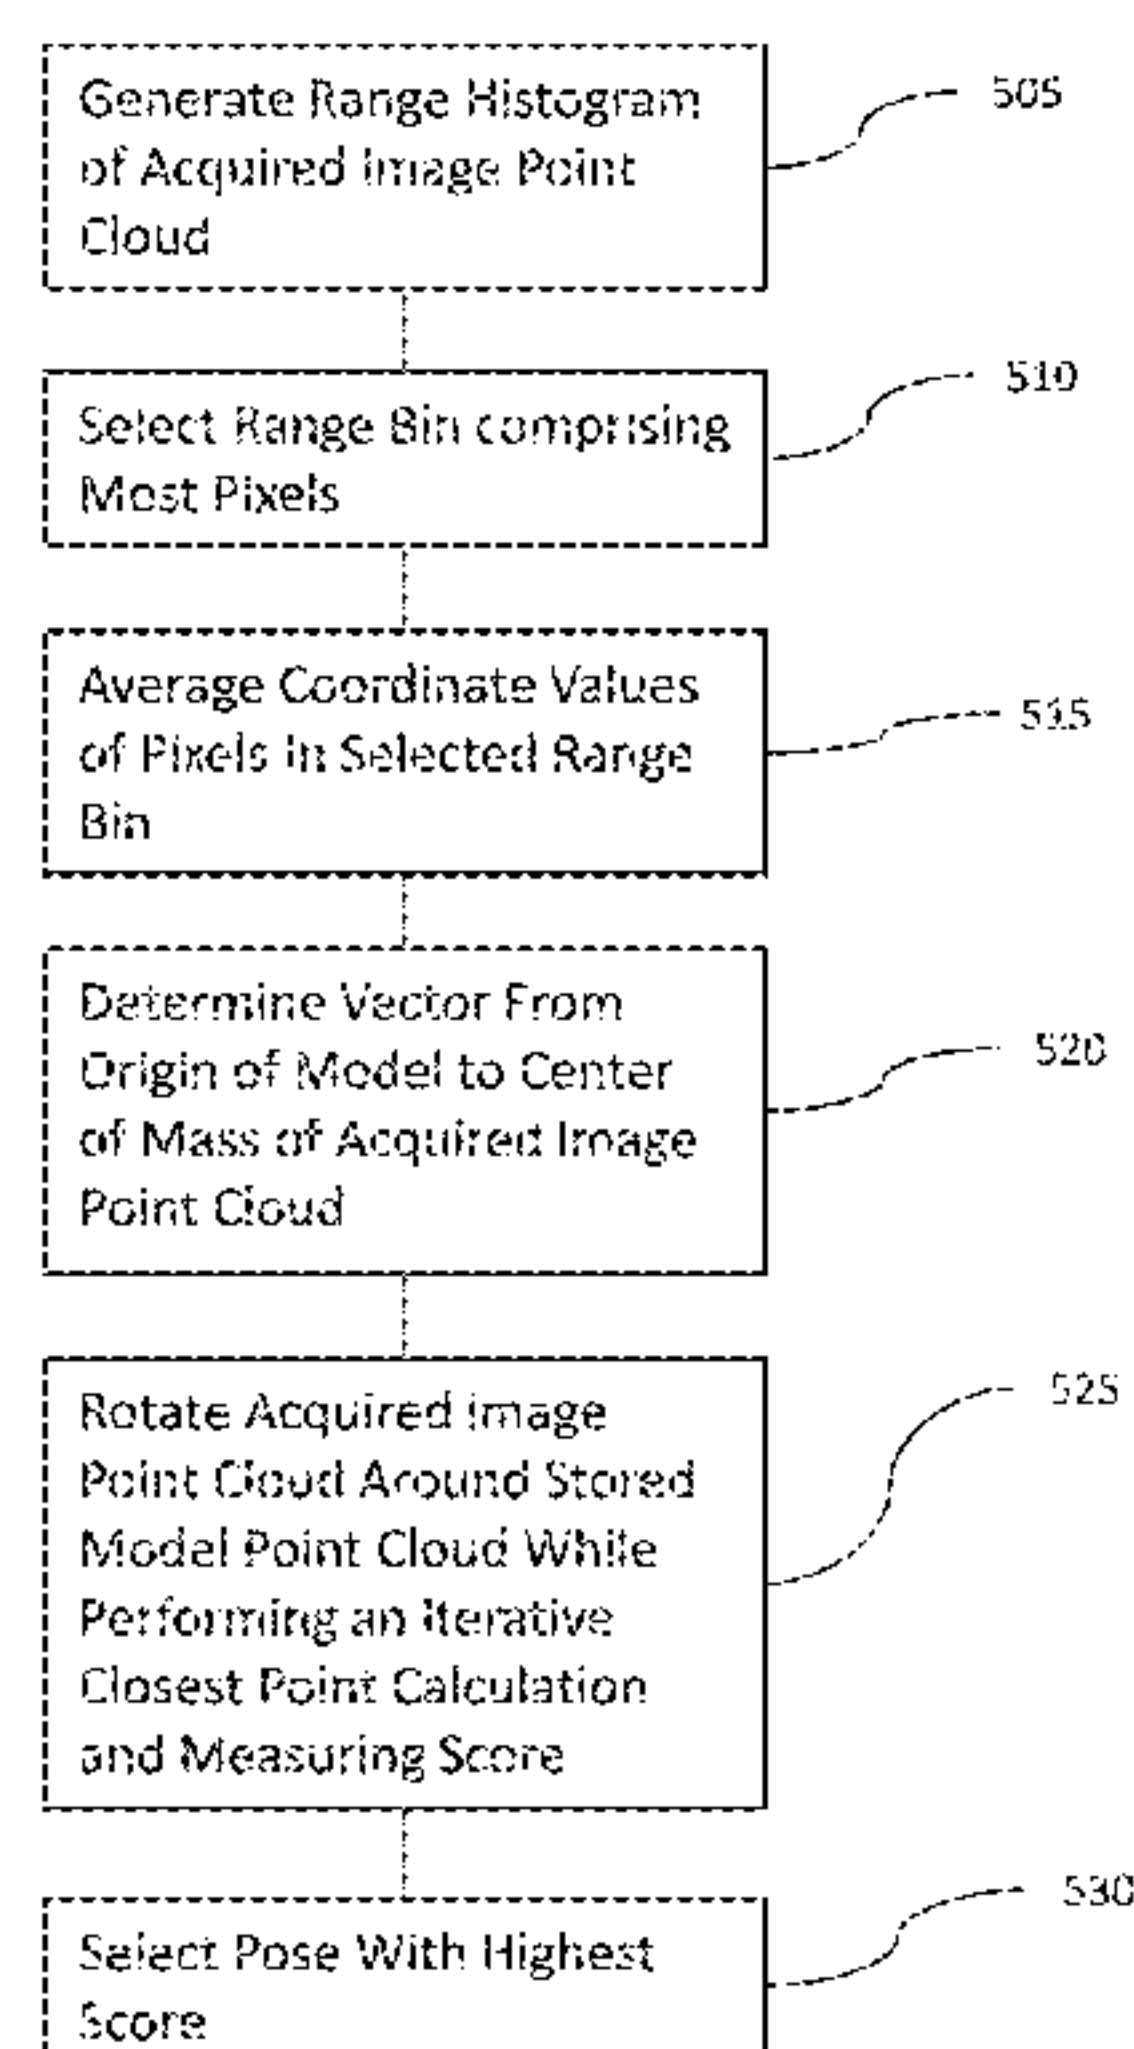 Generate Range Histogram
of Acquired Image Point
Cloud
505
Select Range Bin comprising
Most Pixels
510
Average Coordinate Values
of Pixels in Selected Range
Bin
515
Determine Vector From
Origin of Model to Center
of Mass of Acquired Image
Point Cloud
520
Rotate Acquired Image
Point Cloud Around Stored
Model Point Cloud While
Performing an Iterative
Closest Point Calculation
and Measuring Score
525
Select Pose With Highest
Score
530